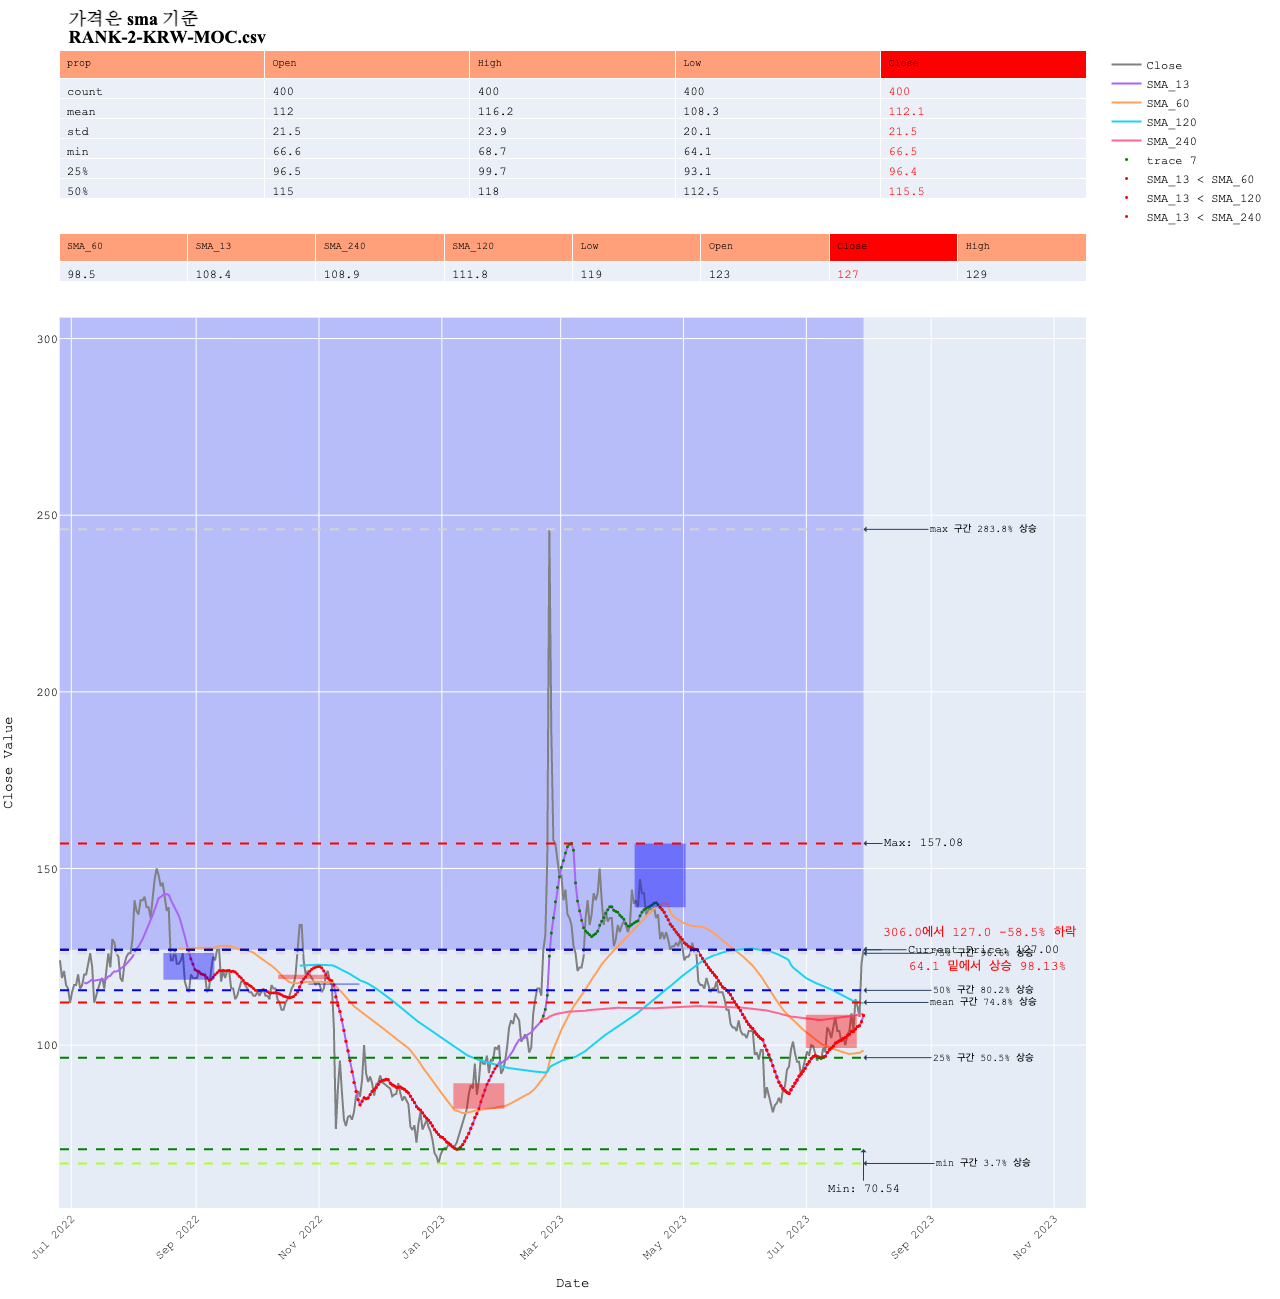 가격은 sma 기준
RANK-2-KRW-MOC.csv
prop Open High Low Close
count 400 400 400 400
mean 112 116.2 108.3 112.1
std 21.5 23.9 20.1 21.5
min 66.6 68.7 64.1 66.5
25% 96.5 99.7 93.1 96.4
50% 115 118 112.5 115.5
SMA_60 SMA_13 SMA_240 SMA_120 Low Open Close High
98.5 108.4 108.9 111.8 119 123 127 129
Close
SMA_13
SMA_60
SMA_120
SMA_240
trace 7
SMA_13 < SMA_60
SMA_13 < SMA_120
SMA_13 < SMA_240
300
250
200
150
100
Close Value
max 구간 283.8% 상승
Max: 157.08
306.0에서 127.0 -58.5% 하락
Current Price: 127.00
75% 구간 96.6% 상승
64.1 밑에서 상승 98.13%
50% 구간 80.2% 상승
mean 구간 74.8% 상승
25% 구간 50.5% 상승
min 구간 3.7% 상승
Min: 70.54
Jul 2022
Sep 2022
Nov 2022
Jan 2023
Mar 2023
May 2023
Jul 2023
Sep 2023
Nov 2023
Date